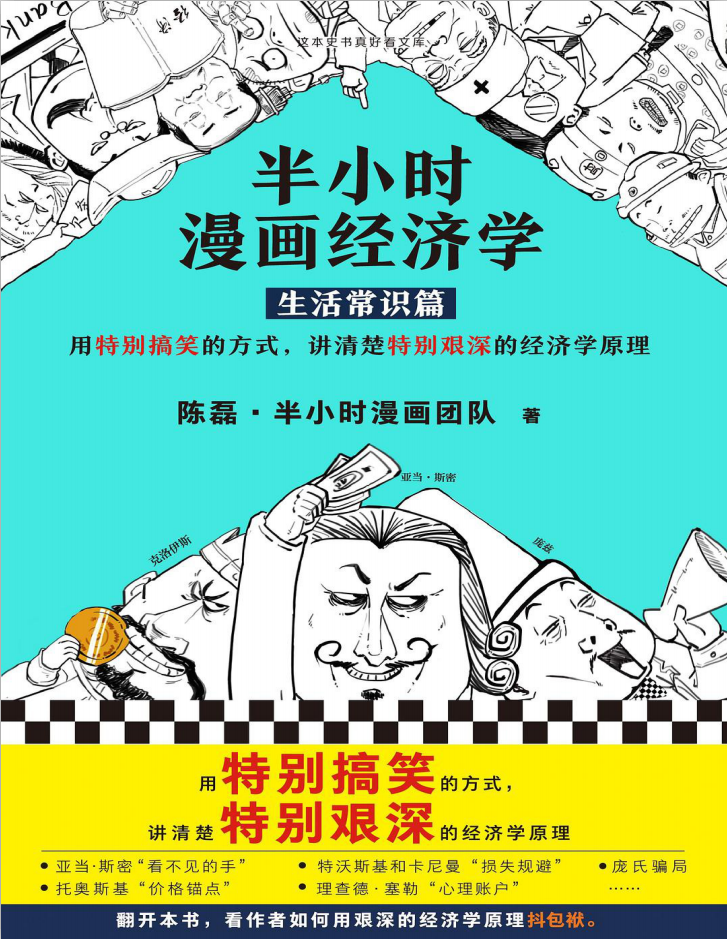 Bank
经济
这本史书真好看文库
半小时
漫画经济学
生活常识篇
用特别搞笑的方式，讲清楚特别艰深的经济学原理
陈磊·半小时漫画团队 著
亚当·斯密
克洛伊斯
庞兹
用特别搞笑的方式，
讲清楚特别艰深的经济学原理
●亚当·斯密“看不见的手” ●特沃斯基和卡尼曼“损失规避” ●庞氏骗局
●托奥斯基“价格锚点” ●理查德·塞勒“心理账户” ……
翻开本书，看作者如何用艰深的经济学原理抖包袱。